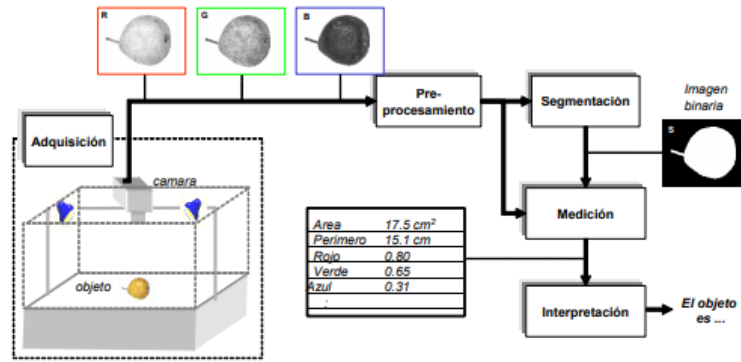 R
G
B
Pre-
procesamiento
Segmentación
Imagen
binaria
Adquisición
S
camara
Area 17.5 cm²
Perímero 15.1 cm
Rojo 0.80
Verde 0.65
Azul 0.31
:
Medición
objeto
Interpretación
El objeto
es ...